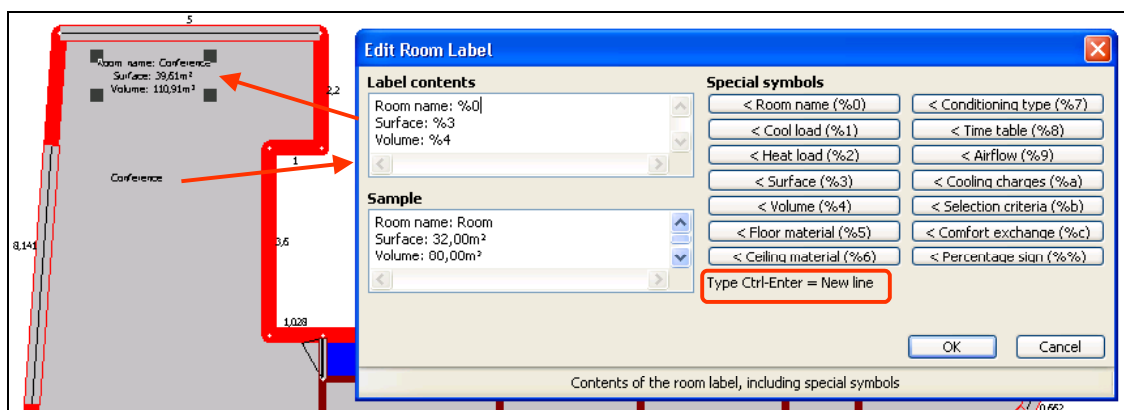 5
Room name: Conference
Surface: 39,61m²
Volume: 110,91m³
2,2
1
Conference
3,6
8,141
1,028
Edit Room Label
Label contents
Room name: %0
Surface: %3
Volume: %4
Sample
Room name: Room
Surface: 32,00m²
Volume: 80,00m³
Special symbols
< Room name (%0)
< Conditioning type (%7)
< Cool load (%1)
< Time table (%8)
< Heat load (%2)
< Airflow (%9)
< Surface (%3)
< Cooling charges (%a)
< Volume (%4)
< Selection criteria (%b)
< Floor material (%5)
< Comfort exchange (%c)
< Ceiling material (%6)
< Percentage sign (%%)
Type Ctrl-Enter = New line
OK
Cancel
Contents of the room label, including special symbols
0,662